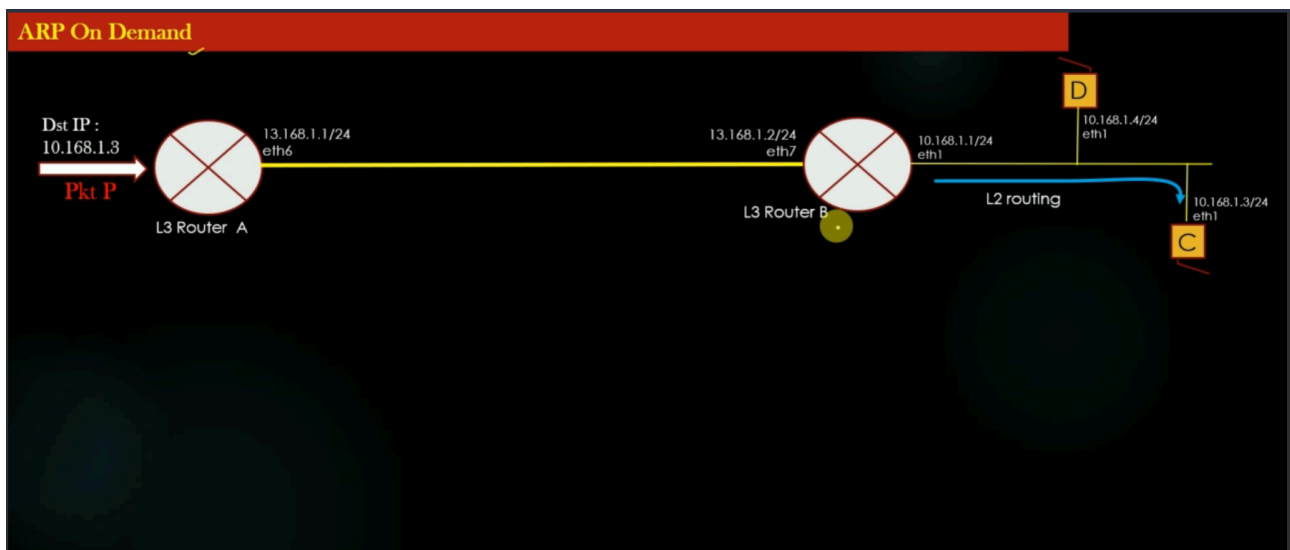 ARP On Demand
Dst IP :
10.168.1.3
Pkt P
13.168.1.1/24
eth6
L3 Router A
13.168.1.2/24
eth7
L3 Router B
10.168.1.1/24
eth1
D
10.168.1.4/24
eth1
L2 routing
10.168.1.3/24
eth1
C